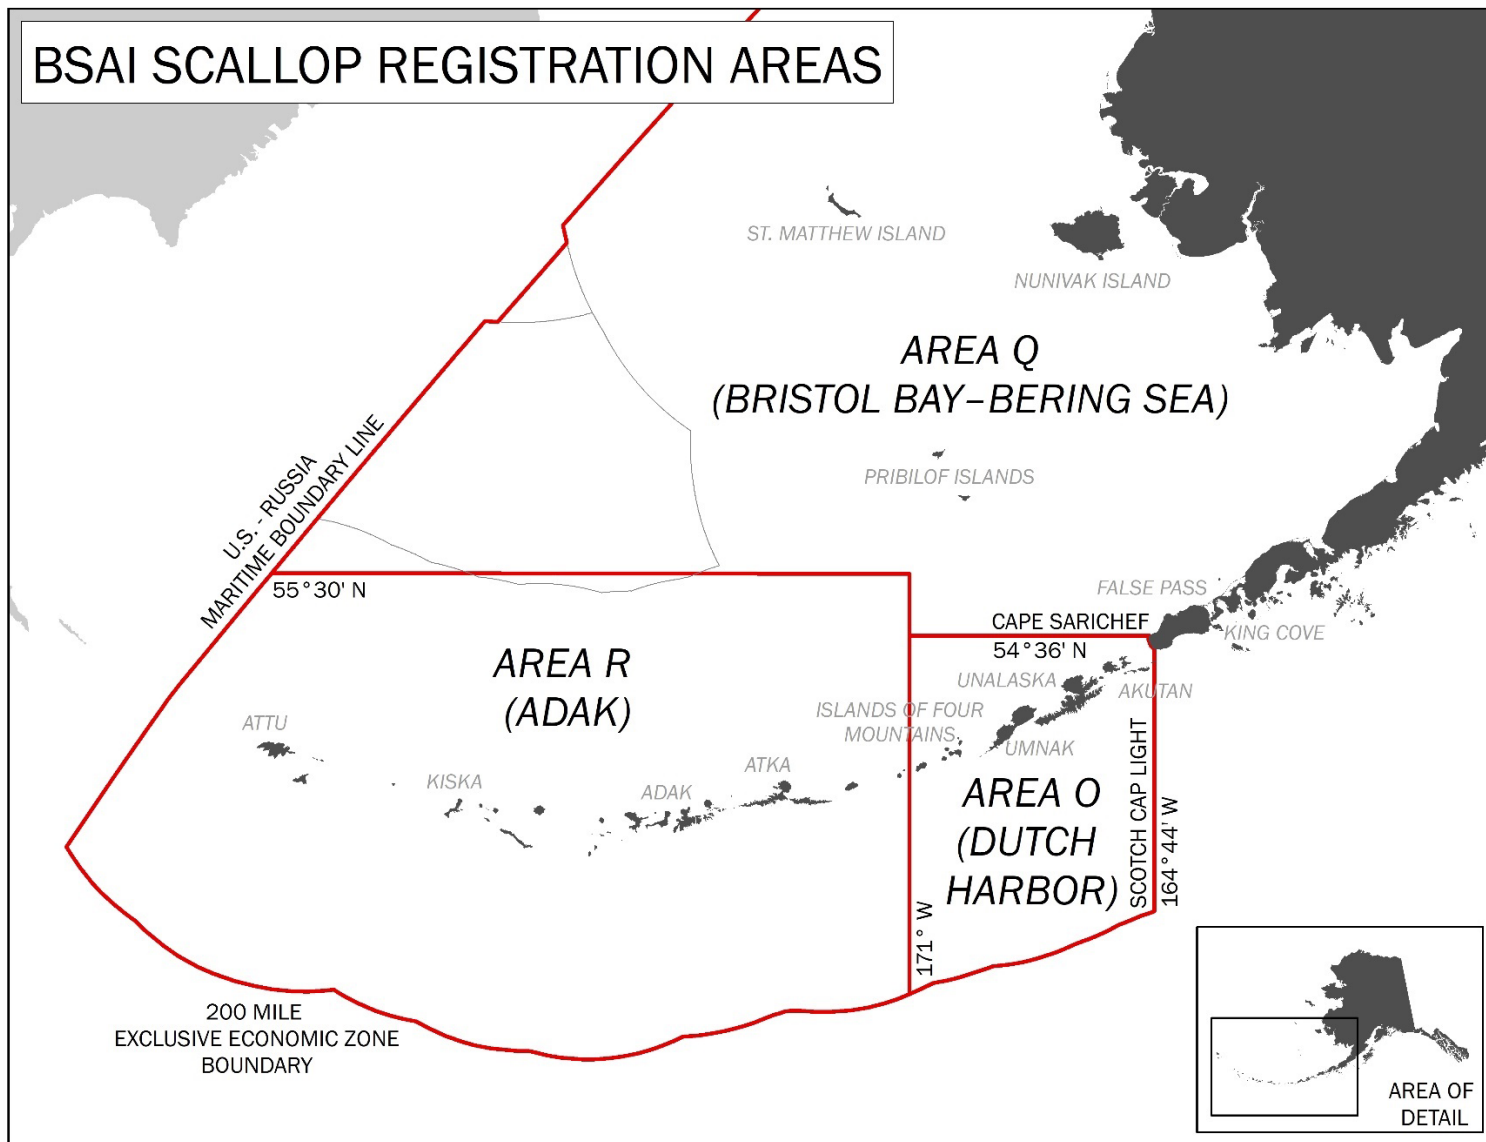 BSAI SCALLOP REGISTRATION AREAS
ST. MATTHEW ISLAND
NUNIVAK ISLAND
AREA Q
(BRISTOL BAY–BERING SEA)
PRIBILOF ISLANDS
U.S. - RUSSIA
MARITIME BOUNDARY LINE
55°30' N
FALSE PASS
KING COVE
CAPE SARICHEF
54°36' N
AREA R
(ADAK)
UNALASKA
AKUTAN
ISLANDS OF FOUR
MOUNTAINS
UMNAK
ATTU
KISKA
ADAK
ATKA
AREA O
(DUTCH
HARBOR)
SCOTCH CAP LIGHT
164°44' W
171° W
200 MILE
EXCLUSIVE ECONOMIC ZONE
BOUNDARY
AREA OF
DETAIL